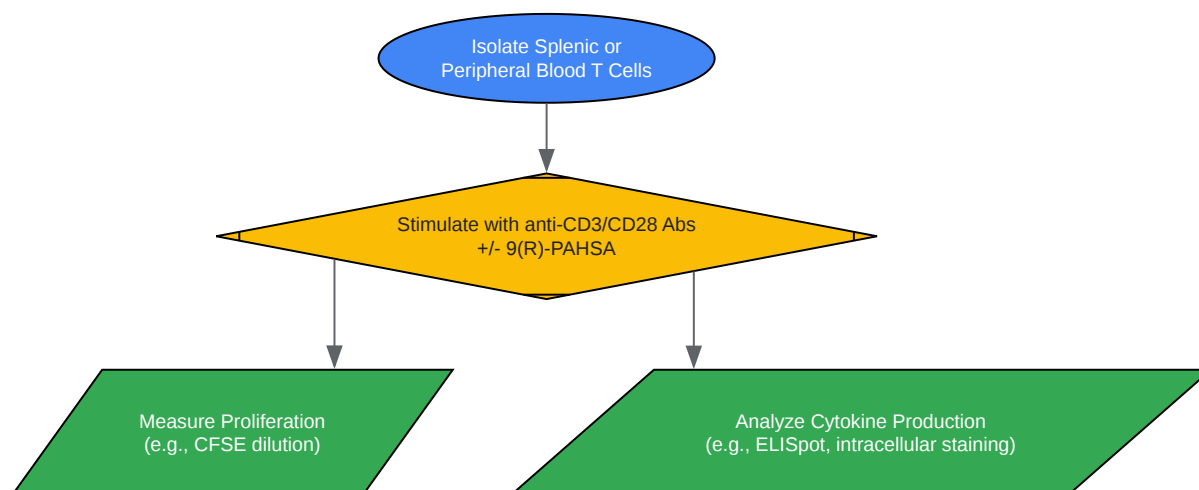 Isolate Splenic or
Peripheral Blood T Cells
Stimulate with anti-CD3/CD28 Abs
+/- 9(R)-PAHSA
Measure Proliferation
(e.g., CFSE dilution)
Analyze Cytokine Production
(e.g., ELISpot, intracellular staining)